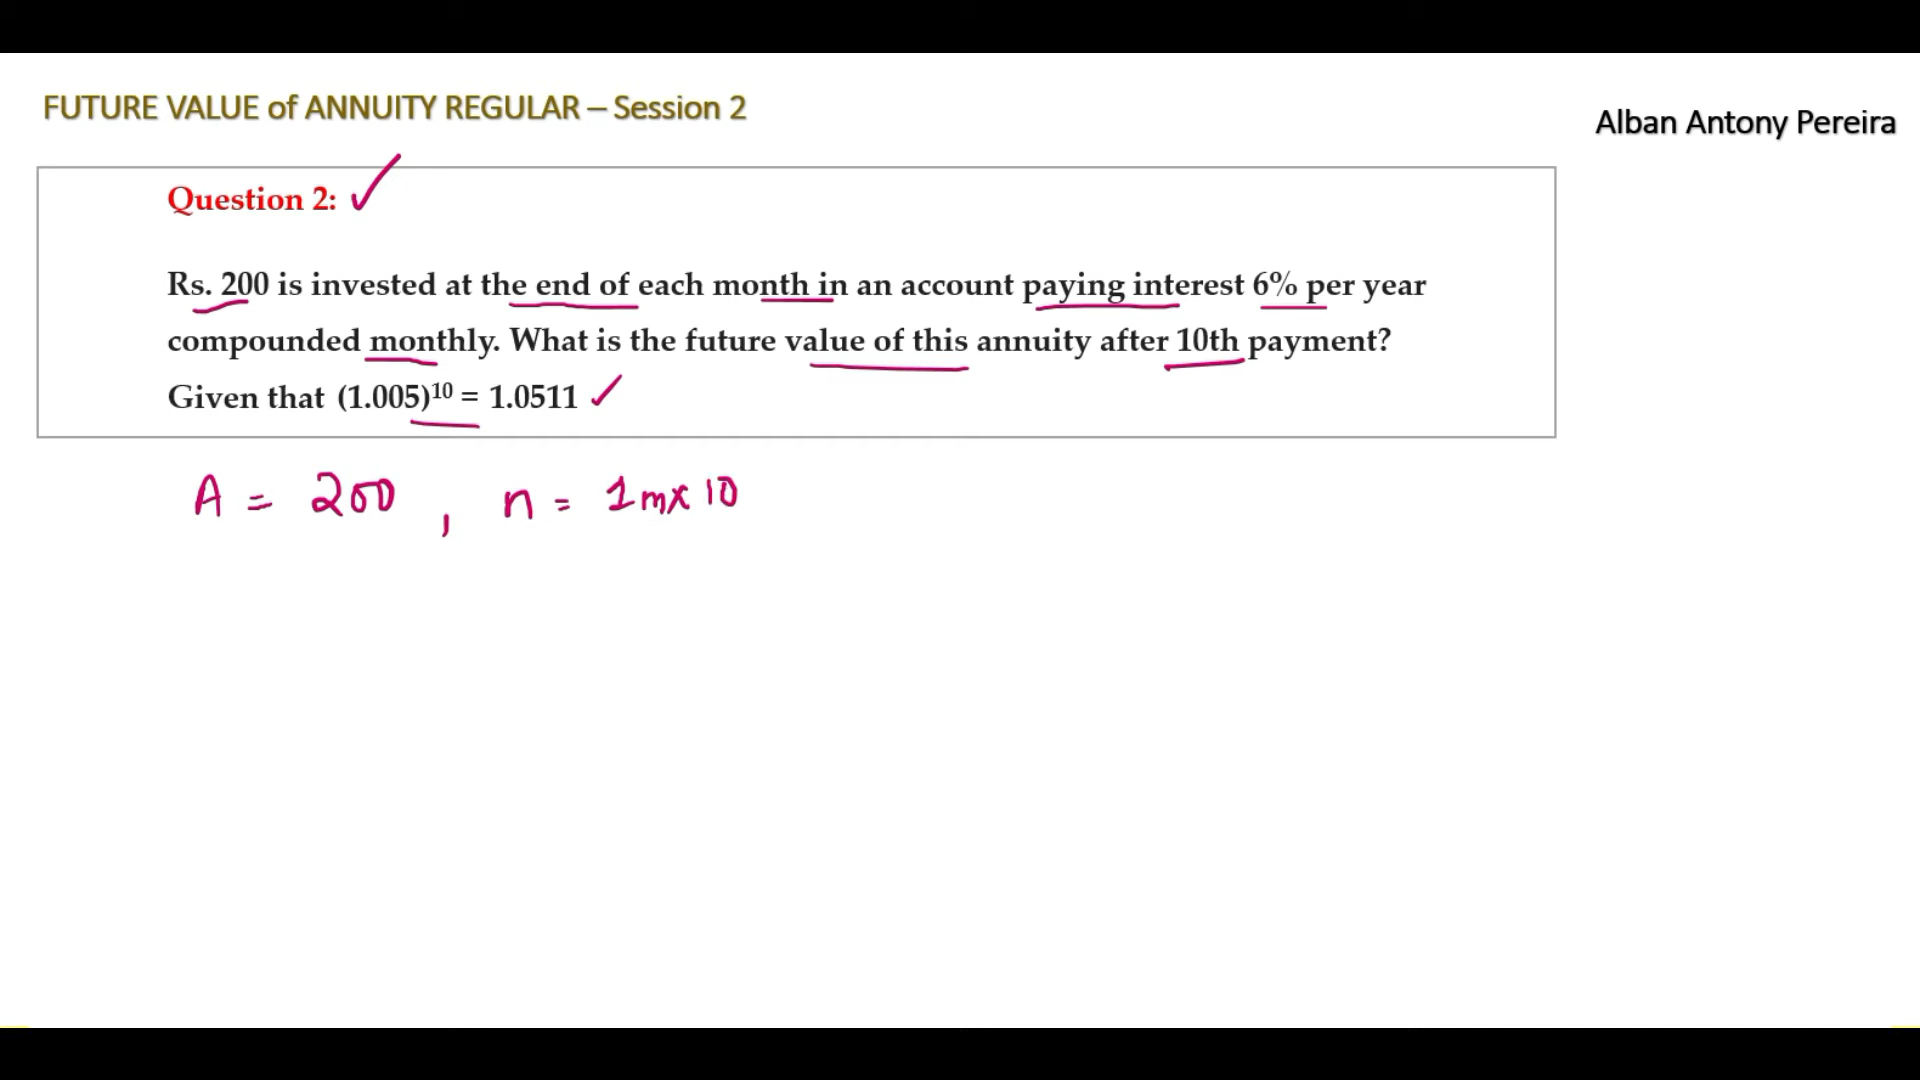 FUTURE VALUE of ANNUITY REGULAR – Session 2
Alban Antony Pereira
Question 2:
Rs. 200 is invested at the end of each month in an account paying interest 6% per year
compounded monthly. What is the future value of this annuity after 10th payment?
Given that (1.005)¹⁰ = 1.0511
A = 200 , n = 1m x 10